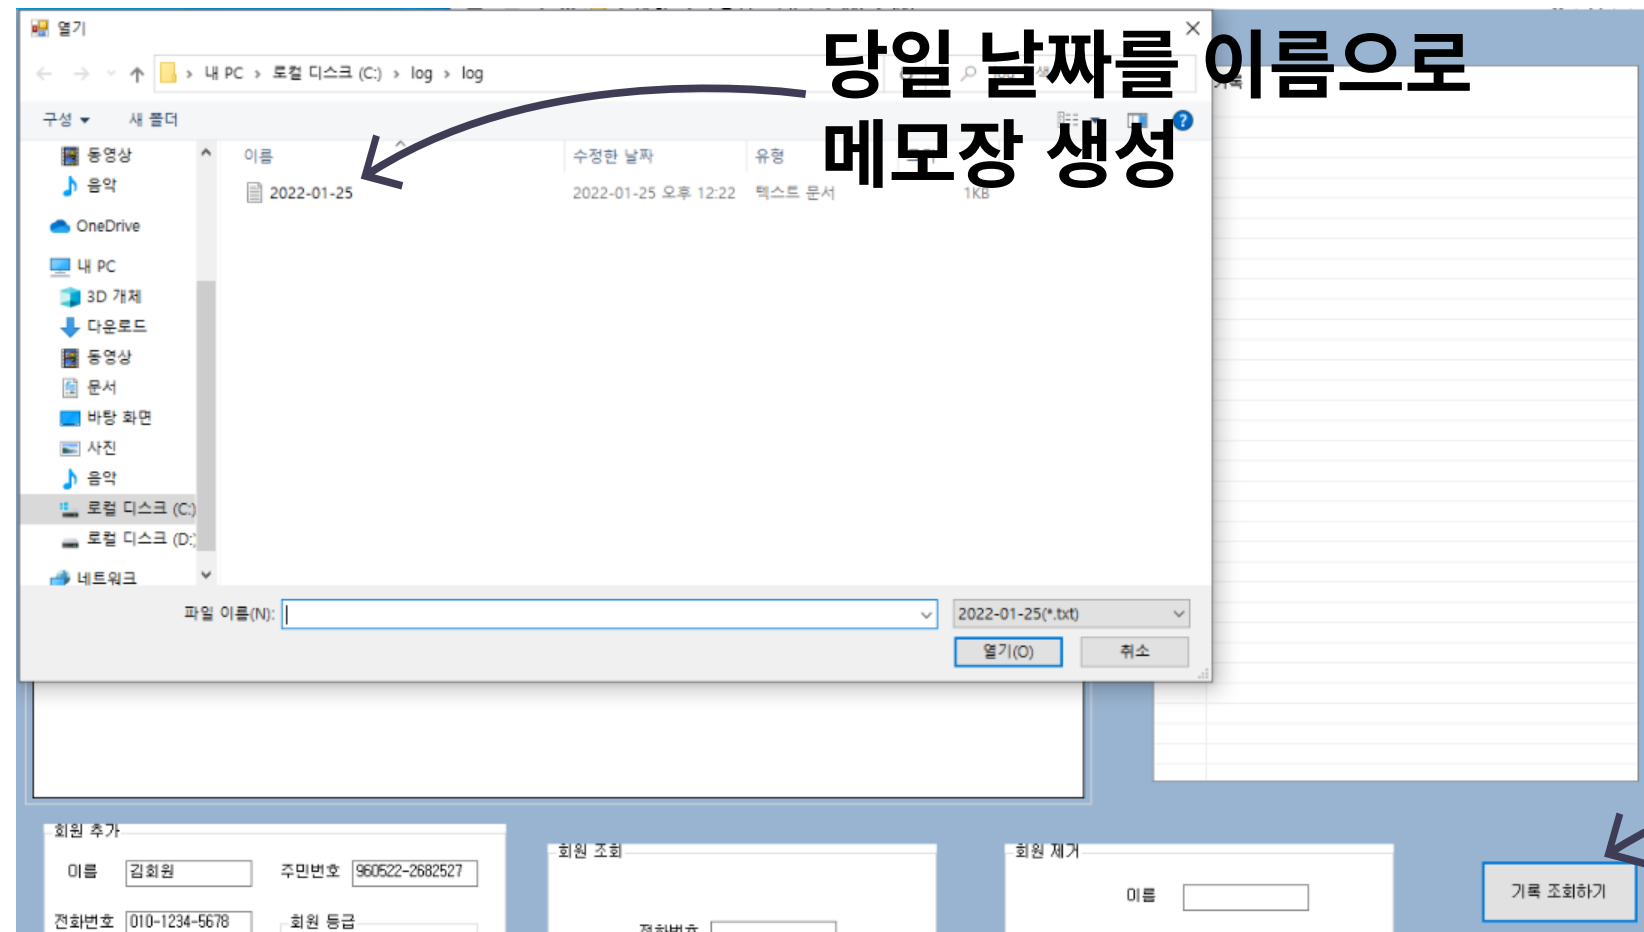 열기
당일 날짜를 이름으로
메모장 생성
내 PC › 로컬 디스크 (C:) › log › log
구성
새 폴더
이름
수정한 날짜
유형
2022-01-25
2022-01-25 오후 12:22
텍스트 문서
1KB
동영상
음악
OneDrive
내 PC
3D 개체
다운로드
동영상
문서
바탕 화면
사진
음악
로컬 디스크 (C:)
로컬 디스크 (D:)
네트워크
파일 이름(N):
2022-01-25(*.txt)
열기(O)
취소
회원 추가
이름
김회원
주민번호
960522-2682527
전화번호
010-1234-5678
회원 등급
회원 조회
전화번호
회원 제거
이름
기록 조회하기